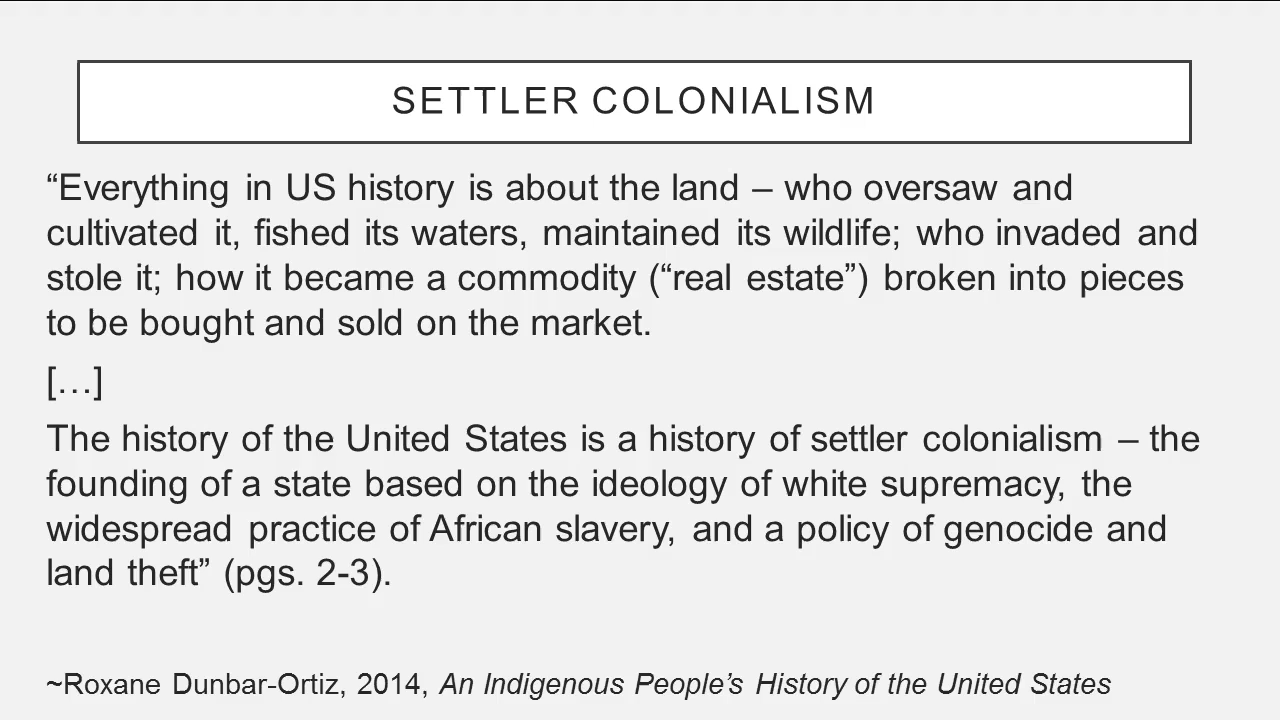 SETTLER COLONIALISM
“Everything in US history is about the land – who oversaw and
cultivated it, fished its waters, maintained its wildlife; who invaded and
stole it; how it became a commodity (“real estate”) broken into pieces
to be bought and sold on the market.
[…]
The history of the United States is a history of settler colonialism – the
founding of a state based on the ideology of white supremacy, the
widespread practice of African slavery, and a policy of genocide and
land theft” (pgs. 2-3).
~Roxane Dunbar-Ortiz, 2014, An Indigenous People’s History of the United States